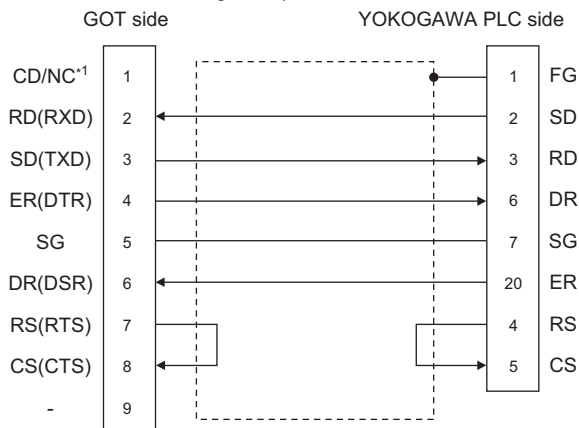 GOT side YOKOGAWA PLC side
CD/NC*1 1 1 FG
RD(RXD) 2 2 SD
SD(TXD) 3 3 RD
ER(DTR) 4 6 DR
SG 5 7 SG
DR(DSR) 6 20 ER
RS(RTS) 7 4 RS
CS(CTS) 8 5 CS
- 9